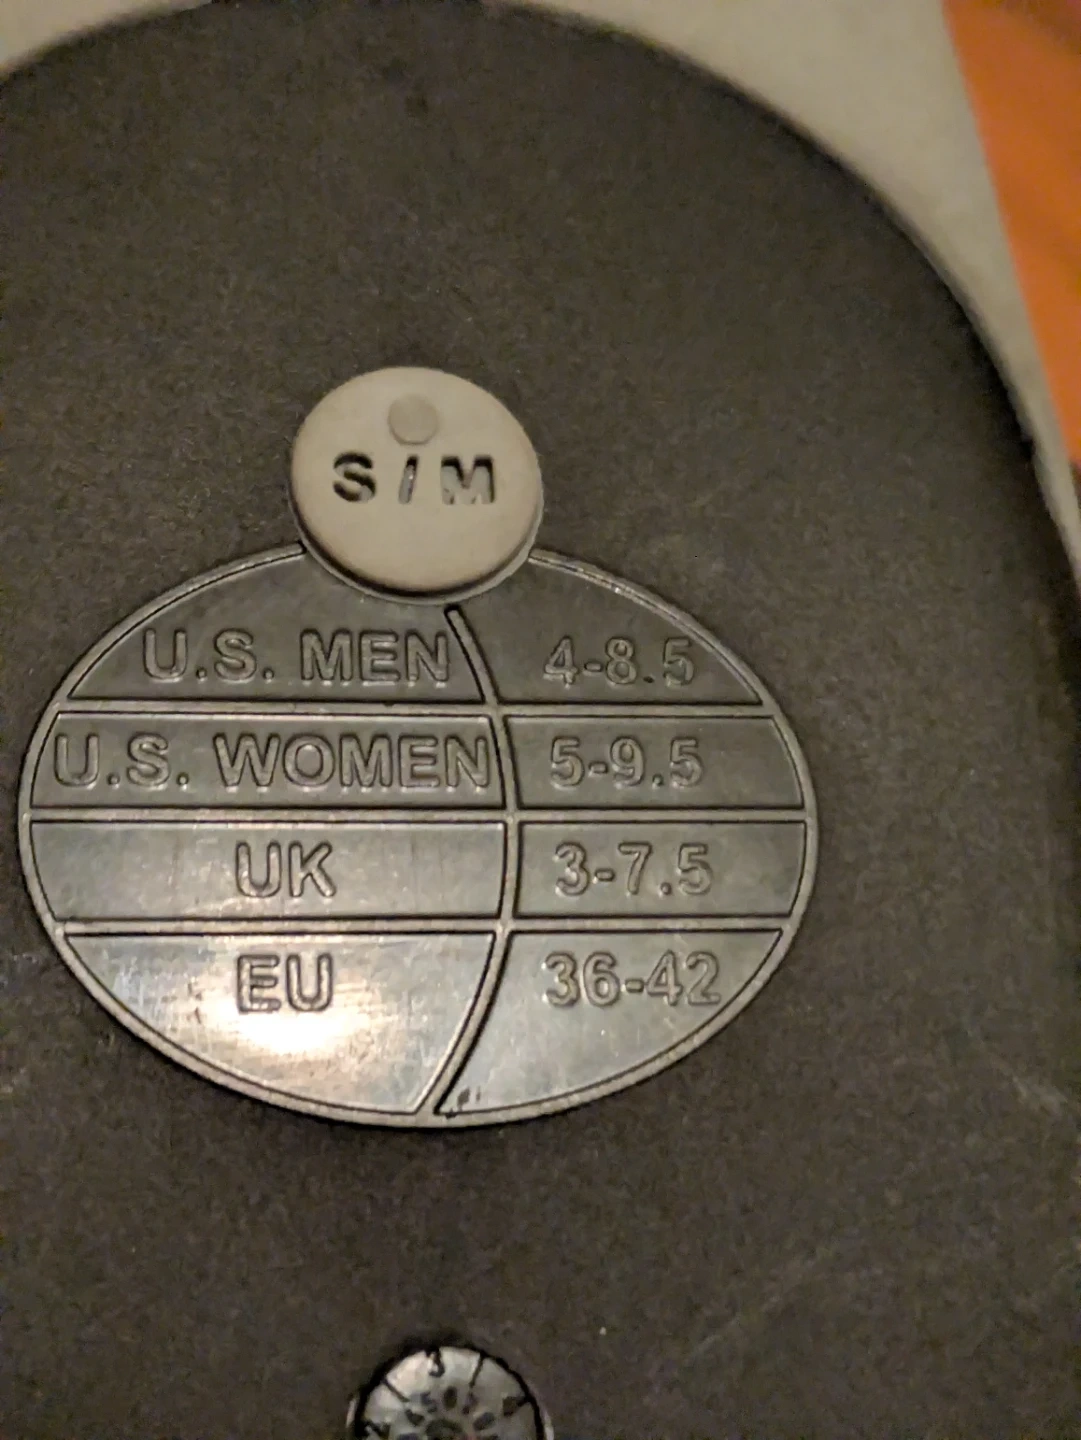 S/M
U.S. MEN 4-8.5
U.S. WOMEN 5-9.5
UK 3-7.5
EU 36-42